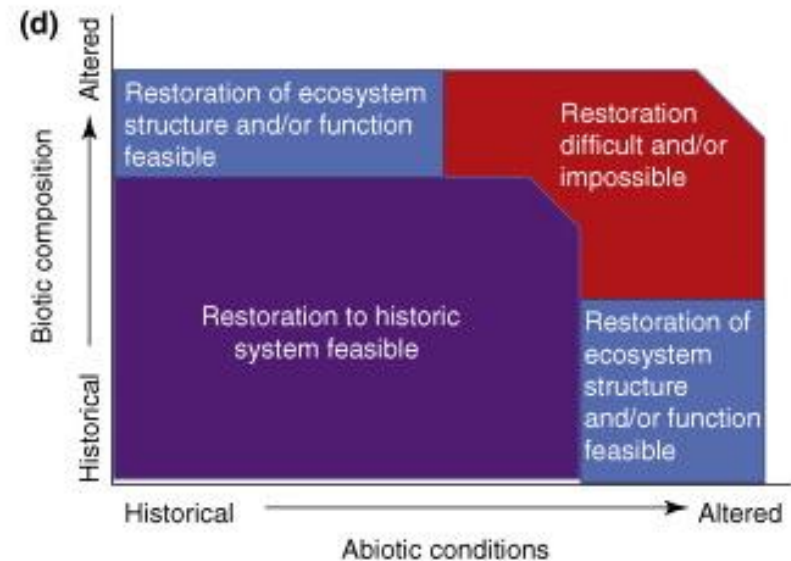 (d)
Altered
Biotic composition
Historical
Restoration of ecosystem
structure and/or function
feasible
Restoration
difficult and/or
impossible
Restoration to historic
system feasible
Restoration of
ecosystem
structure
and/or function
feasible
Historical
Altered
Abiotic conditions